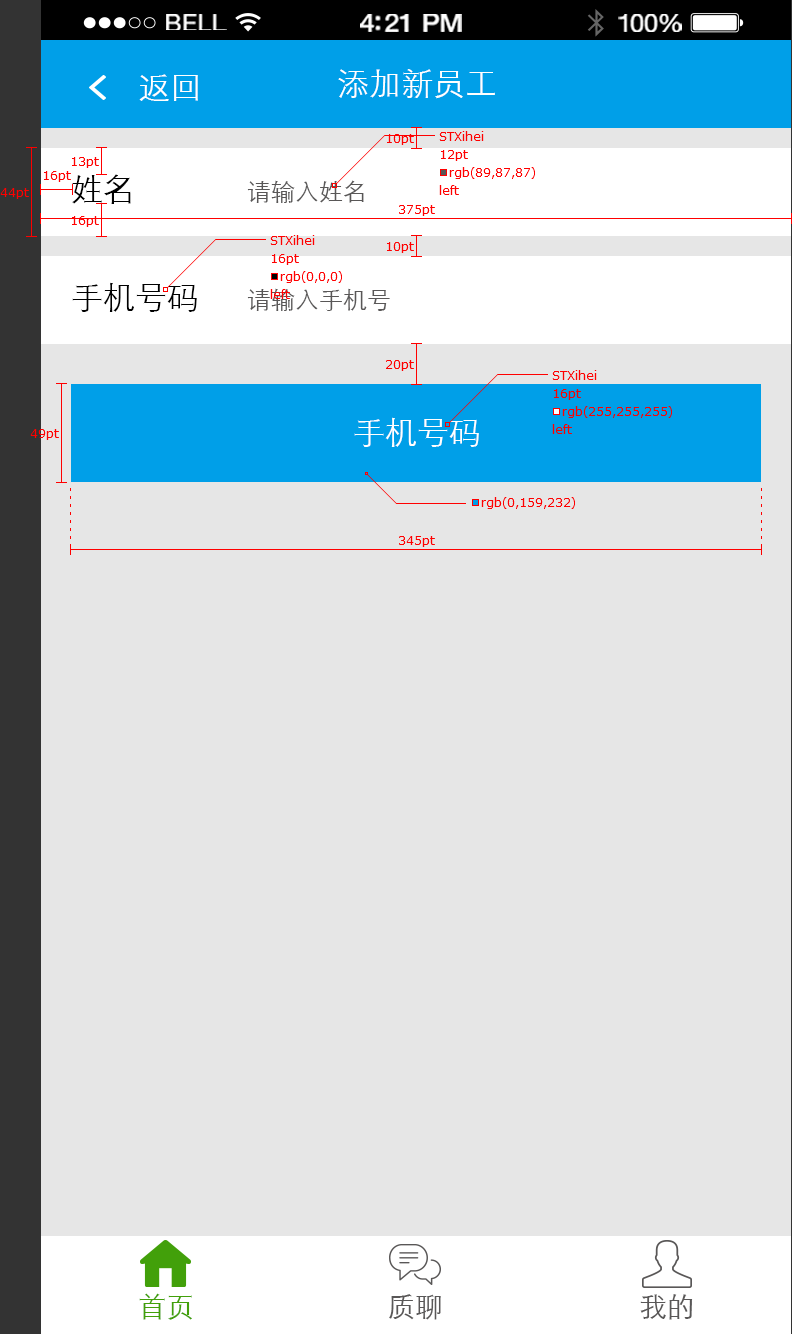 BELL 4:21 PM 100%
返回 添加新员工
10pt
STXihei
12pt
rgb(89,87,87)
left
13pt
16pt
44pt
姓名 请输入姓名
16pt
375pt
10pt
STXihei
16pt
rgb(0,0,0)
left
手机号码 请输入手机号
20pt
STXihei
16pt
rgb(255,255,255)
left
49pt
手机号码
rgb(0,159,232)
345pt
首页 质聊 我的